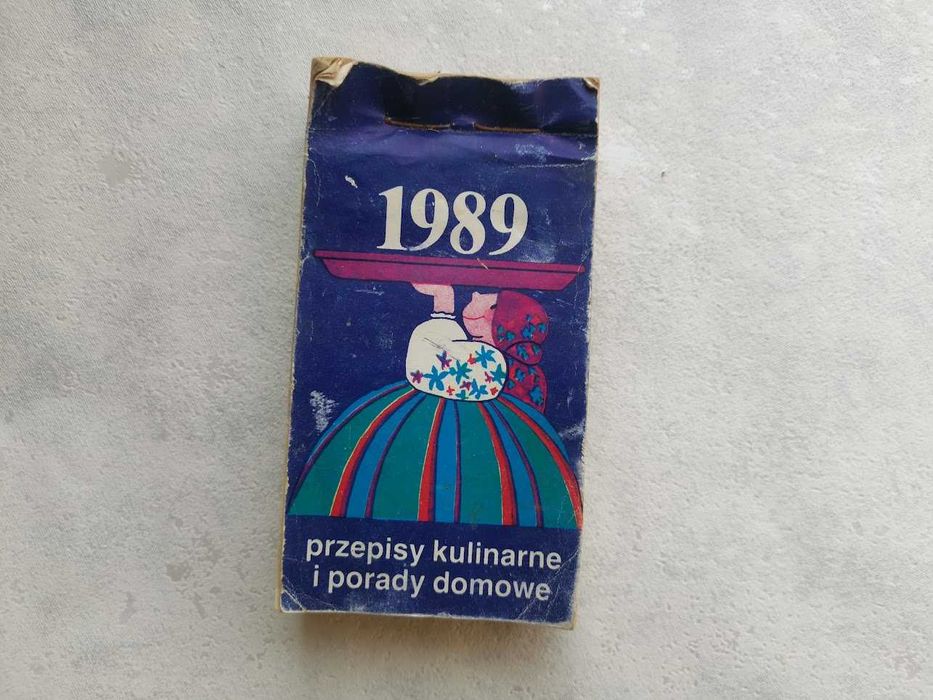 1989
przepisy kulinarne
i porady domowe